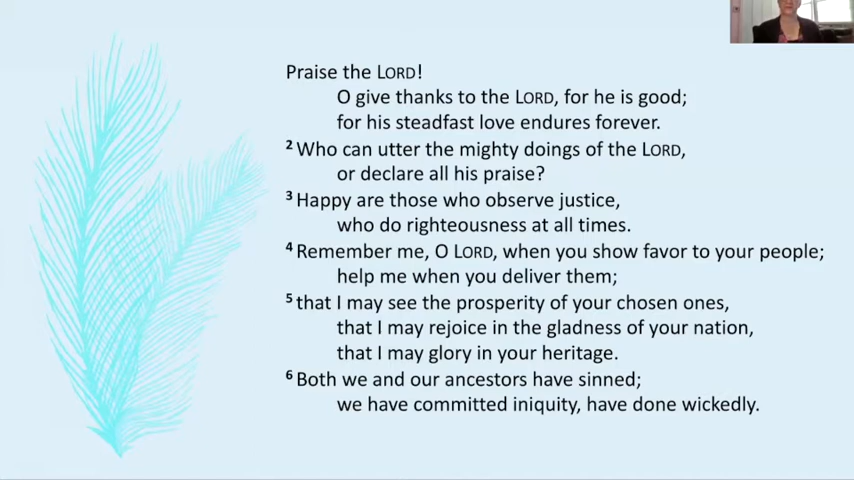 Praise the LORD!
O give thanks to the LORD, for he is good;
for his steadfast love endures forever.
2 Who can utter the mighty doings of the LORD,
or declare all his praise?
3 Happy are those who observe justice,
who do righteousness at all times.
4 Remember me, O LORD, when you show favor to your people;
help me when you deliver them;
5 that I may see the prosperity of your chosen ones,
that I may rejoice in the gladness of your nation,
that I may glory in your heritage.
6 Both we and our ancestors have sinned;
we have committed iniquity, have done wickedly.